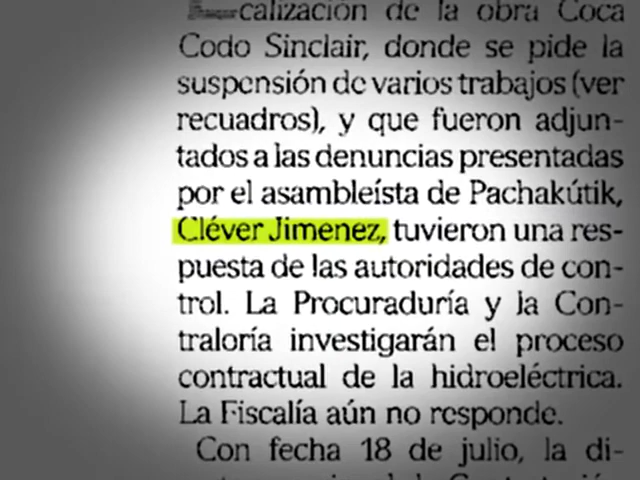 calización de la obra Coca
Codo Sinclair, donde se pide la
suspensión de varios trabajos (ver
recuadros), y que fueron adjun-
tados a las denuncias presentadas
por el asambleísta de Pachakútik,
Cléver Jimenez, tuvieron una res-
puesta de las autoridades de con-
trol. La Procuraduría y la Con-
traloría investigarán el proceso
contractual de la hidroeléctrica.
La Fiscalía aún no responde.
Con fecha 18 de julio, la di-